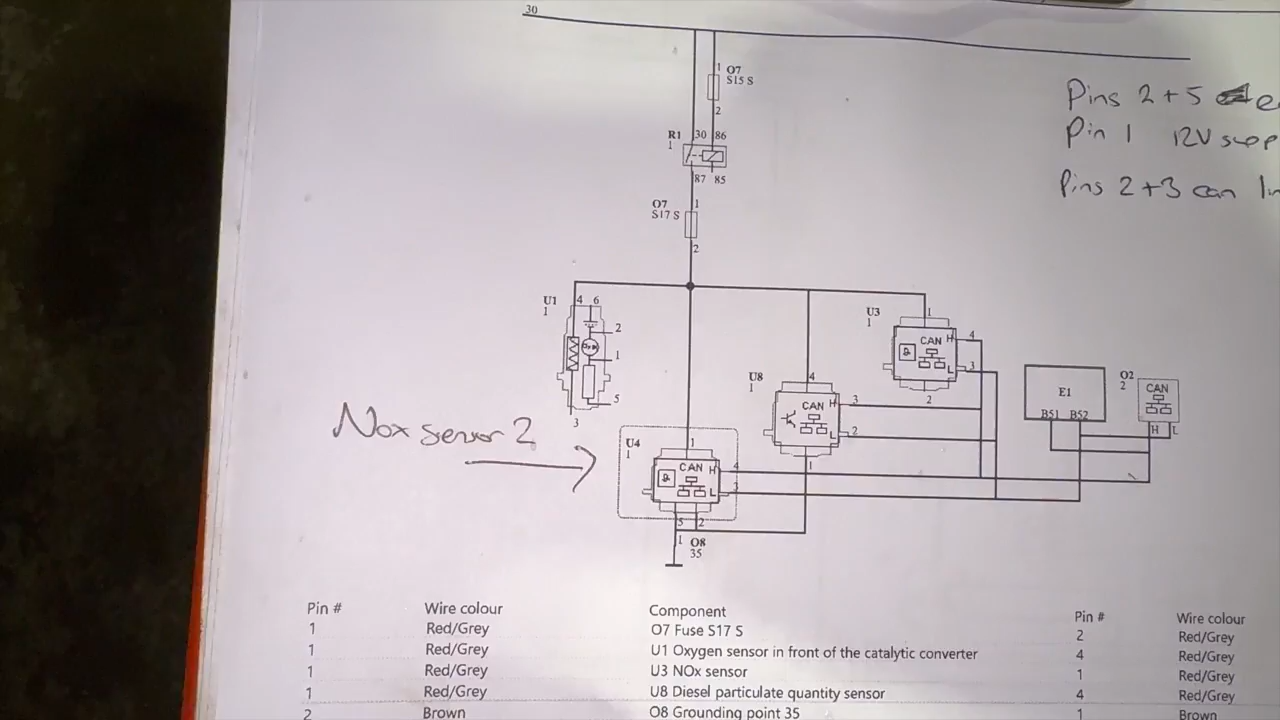 30
1 O7
S15 S
2
Pins 2 + 5
Pin 1 12V
Pins 2 + 3 can
R1 30 86
1
87 85
O7 1
S17 S
2
U1 4 6
1
2
1
5
3
U3 1
1
CAN H 4
L 3
2
U8 4
1
CAN H 3
L 2
1
E1
B51 B52
O2
2
CAN
H L
Nox sensor 2
U4 1
1
CAN H 4
L 3
5 2
1 O8
35
Pin # Wire colour Component Pin # Wire colour
1 Red/Grey O7 Fuse S17 S 2 Red/Grey
1 Red/Grey U1 Oxygen sensor in front of the catalytic converter 4 Red/Grey
1 Red/Grey U3 NOx sensor 1 Red/Grey
1 Red/Grey U8 Diesel particulate quantity sensor 4 Red/Grey
2 Brown O8 Grounding point 35 1 Brown